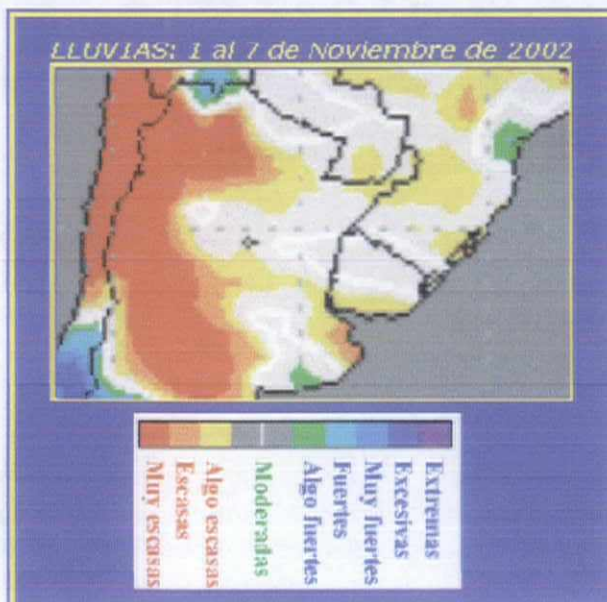 LLUVIAS: 1 al 7 de Noviembre de 2002
Muy escasas
Escasas
Algo escasas
Moderadas
Algo fuertes
Fuertes
Muy fuertes
Excesivas
Extremas